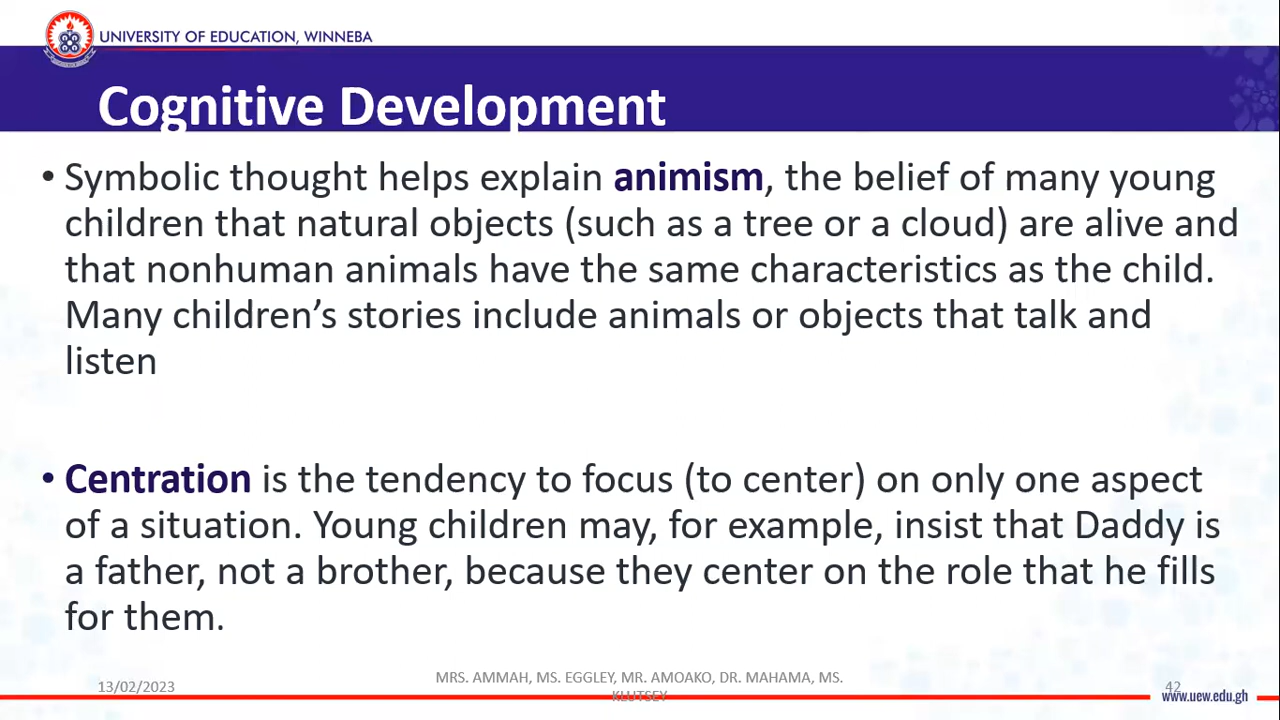 UNIVERSITY OF EDUCATION, WINNEBA
Cognitive Development
• Symbolic thought helps explain animism, the belief of many young
children that natural objects (such as a tree or a cloud) are alive and
that nonhuman animals have the same characteristics as the child.
Many children’s stories include animals or objects that talk and
listen
• Centration is the tendency to focus (to center) on only one aspect
of a situation. Young children may, for example, insist that Daddy is
a father, not a brother, because they center on the role that he fills
for them.
13/02/2023
MRS. AMMAH, MS. EGGLEY, MR. AMOAKO, DR. MAHAMA, MS.
KLUTSEY
42
www.uew.edu.gh